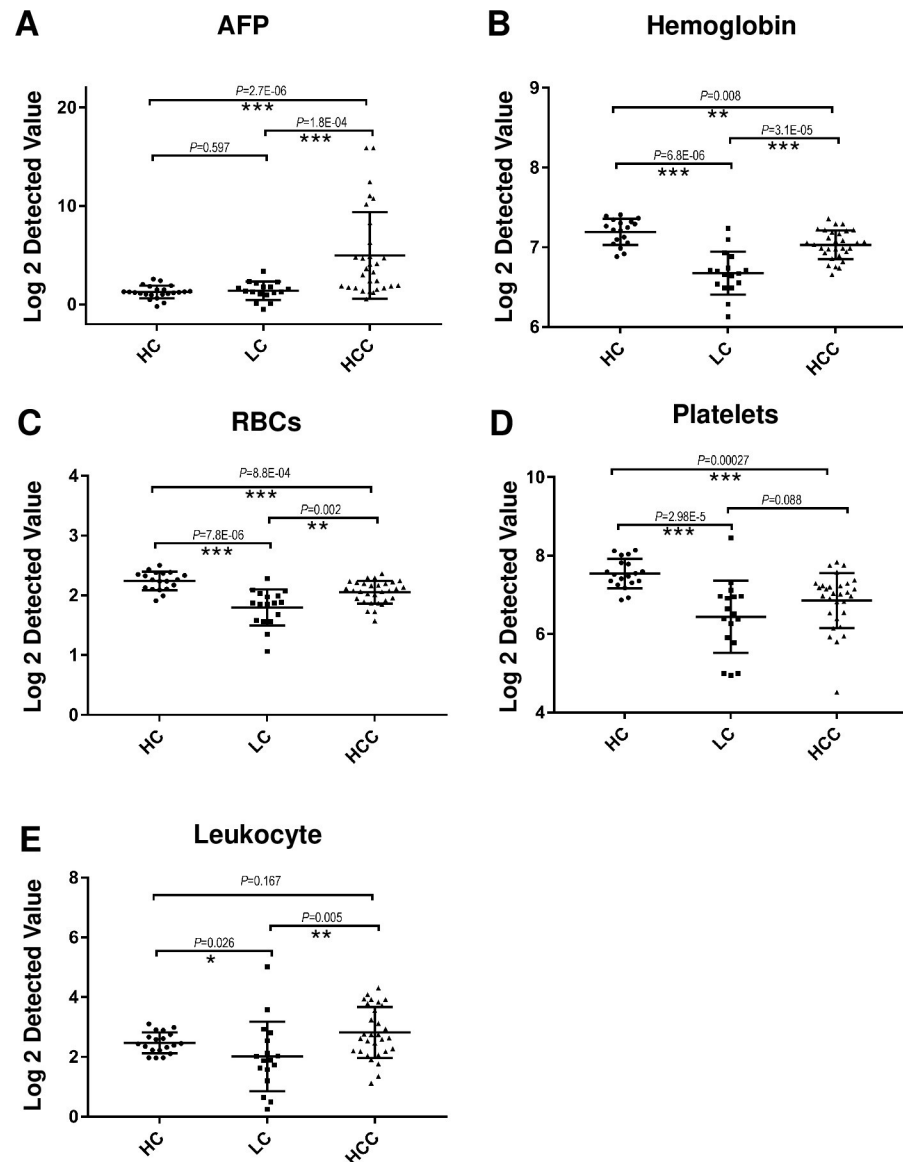 A
AFP
Log 2 Detected Value
20
10
0
P=2.7E-06
***
P=1.8E-04
***
P=0.597
HC
LC
HCC
B
Hemoglobin
Log 2 Detected Value
9
8
7
6
P=0.008
**
P=3.1E-05
***
P=6.8E-06
***
HC
LC
HCC
C
RBCs
Log 2 Detected Value
4
3
2
1
0
P=8.8E-04
***
P=0.002
**
P=7.8E-06
***
HC
LC
HCC
D
Platelets
Log 2 Detected Value
10
8
6
4
P=0.00027
***
P=0.088
P=2.98E-5
***
HC
LC
HCC
E
Leukocyte
Log 2 Detected Value
8
6
4
2
0
P=0.167
P=0.005
**
P=0.026
*
HC
LC
HCC